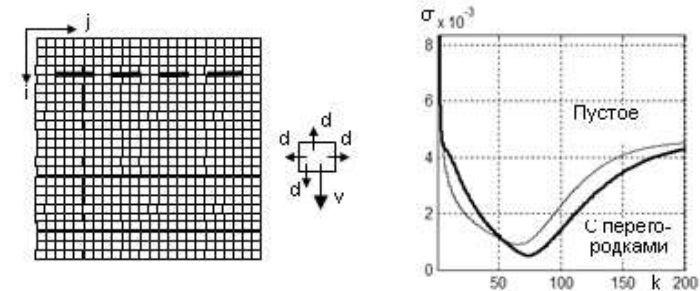 j
i
d
d
d
d
v
σ x 10⁻³
8
6
4
2
0
Пустое
С перего-
родками
50 100 150 k 200